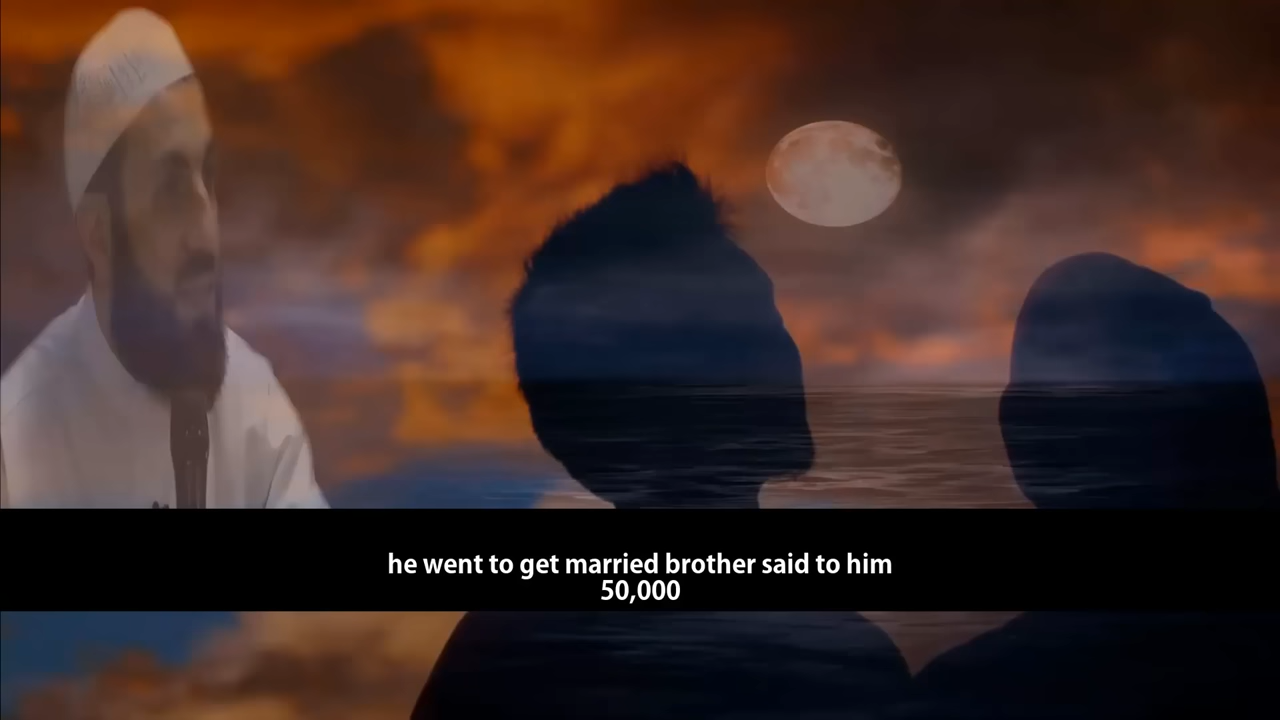 he went to get married brother said to him
50,000